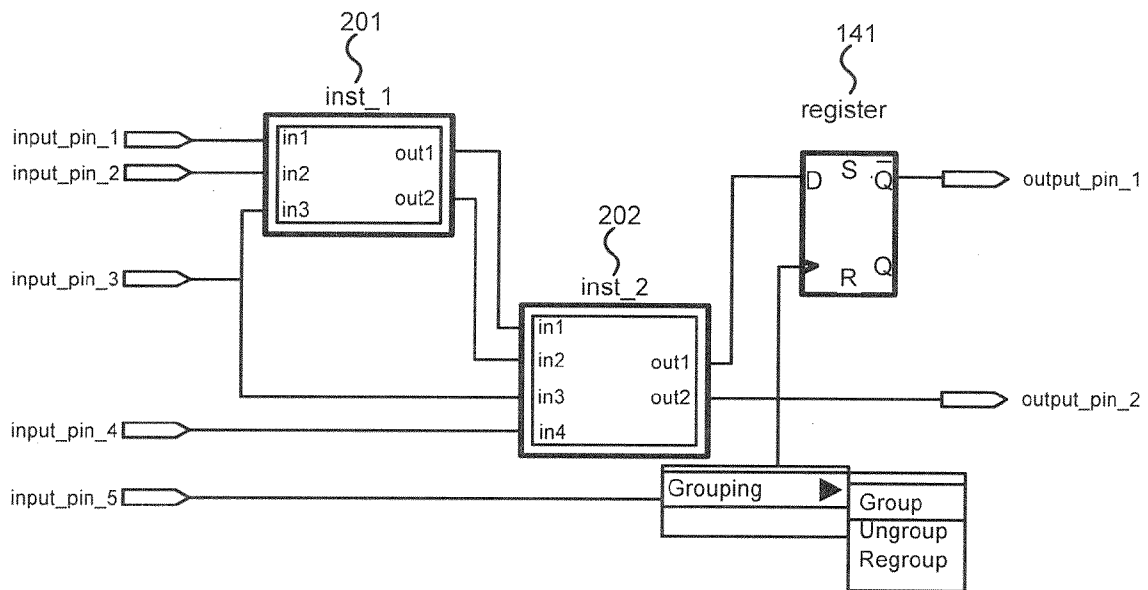 201
inst_1
input_pin_1
input_pin_2
in1
in2
in3
out1
out2
input_pin_3
202
inst_2
in1
in2
in3
in4
out1
out2
input_pin_4
input_pin_5
141
register
D
S
Q
R
Q
output_pin_1
output_pin_2
Grouping
Group
Ungroup
Regroup